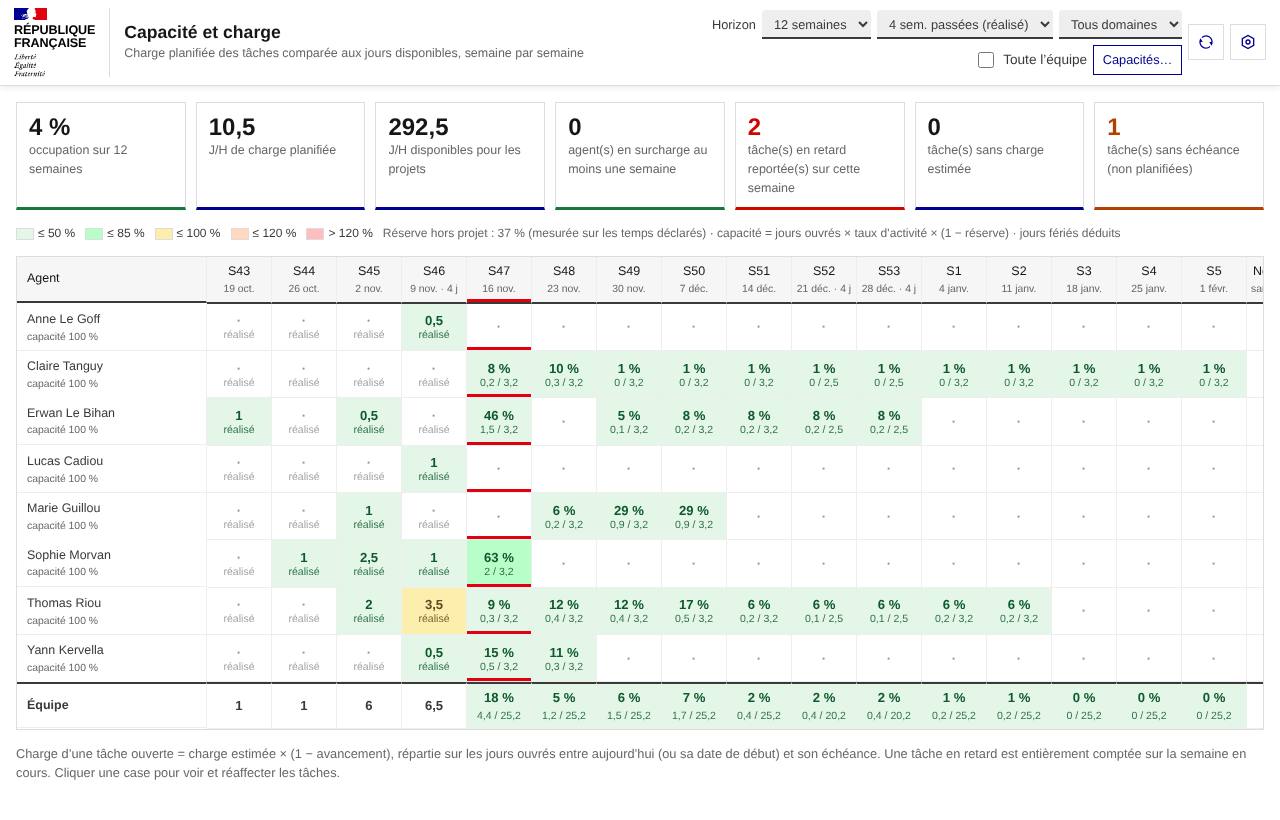 RÉPUBLIQUE
FRANÇAISE
Liberté
Égalité
Fraternité
Capacité et charge
Charge planifiée des tâches comparée aux jours disponibles, semaine par semaine
Horizon 12 semaines 4 sem. passées (réalisé) Tous domaines
Toute l'équipe Capacités…
4 %
occupation sur 12
semaines
10,5
J/H de charge planifiée
292,5
J/H disponibles pour les
projets
0
agent(s) en surcharge au
moins une semaine
2
tâche(s) en retard
reportée(s) sur cette
semaine
0
tâche(s) sans charge
estimée
1
tâche(s) sans échéance
(non planifiées)
≤ 50 % ≤ 85 % ≤ 100 % ≤ 120 % > 120 % Réserve hors projet : 37 % (mesurée sur les temps déclarés) · capacité = jours ouvrés × taux d'activité × (1 − réserve) · jours fériés déduits
Agent S43 S44 S45 S46 S47 S48 S49 S50 S51 S52 S53 S1 S2 S3 S4 S5
19 oct. 26 oct. 2 nov. 9 nov. · 4 j 16 nov. 23 nov. 30 nov. 7 déc. 14 déc. 21 déc. · 4 j 28 déc. · 4 j 4 janv. 11 janv. 18 janv. 25 janv. 1 févr.
Anne Le Goff · · · 0,5 · · · · · · · · · · · ·
capacité 100 % réalisé réalisé réalisé réalisé
Claire Tanguy · · · · 8 % 10 % 1 % 1 % 1 % 1 % 1 % 1 % 1 % 1 % 1 % 1 %
capacité 100 % réalisé réalisé réalisé réalisé 0,2 / 3,2 0,3 / 3,2 0 / 3,2 0 / 3,2 0 / 3,2 0 / 2,5 0 / 2,5 0 / 3,2 0 / 3,2 0 / 3,2 0 / 3,2 0 / 3,2
Erwan Le Bihan 1 · 0,5 · 46 % · 5 % 8 % 8 % 8 % 8 % · · · · ·
capacité 100 % réalisé réalisé réalisé réalisé 1,5 / 3,2 0,1 / 3,2 0,2 / 3,2 0,2 / 3,2 0,2 / 2,5 0,2 / 2,5
Lucas Cadiou · · · 1 · · · · · · · · · · · ·
capacité 100 % réalisé réalisé réalisé réalisé
Marie Guillou · · 1 · · 6 % 29 % 29 % · · · · · · · ·
capacité 100 % réalisé réalisé réalisé réalisé 0,2 / 3,2 0,9 / 3,2 0,9 / 3,2
Sophie Morvan · 1 2,5 1 63 % · · · · · · · · · · ·
capacité 100 % réalisé réalisé réalisé réalisé 2 / 3,2
Thomas Riou · · 2 3,5 9 % 12 % 12 % 17 % 6 % 6 % 6 % 6 % 6 % · · ·
capacité 100 % réalisé réalisé réalisé réalisé 0,3 / 3,2 0,4 / 3,2 0,4 / 3,2 0,5 / 3,2 0,2 / 3,2 0,1 / 2,5 0,1 / 2,5 0,2 / 3,2 0,2 / 3,2
Yann Kervella · · · 0,5 15 % 11 % · · · · · · · · · ·
capacité 100 % réalisé réalisé réalisé réalisé 0,5 / 3,2 0,3 / 3,2
Équipe 1 1 6 6,5 18 % 5 % 6 % 7 % 2 % 2 % 2 % 1 % 1 % 0 % 0 % 0 %
4,4 / 25,2 1,2 / 25,2 1,5 / 25,2 1,7 / 25,2 0,4 / 25,2 0,4 / 20,2 0,4 / 20,2 0,2 / 25,2 0,2 / 25,2 0 / 25,2 0 / 25,2 0 / 25,2
Charge d'une tâche ouverte = charge estimée × (1 − avancement), répartie sur les jours ouvrés entre aujourd'hui (ou sa date de début) et son échéance. Une tâche en retard est entièrement comptée sur la semaine en
cours. Cliquer une case pour voir et réaffecter les tâches.